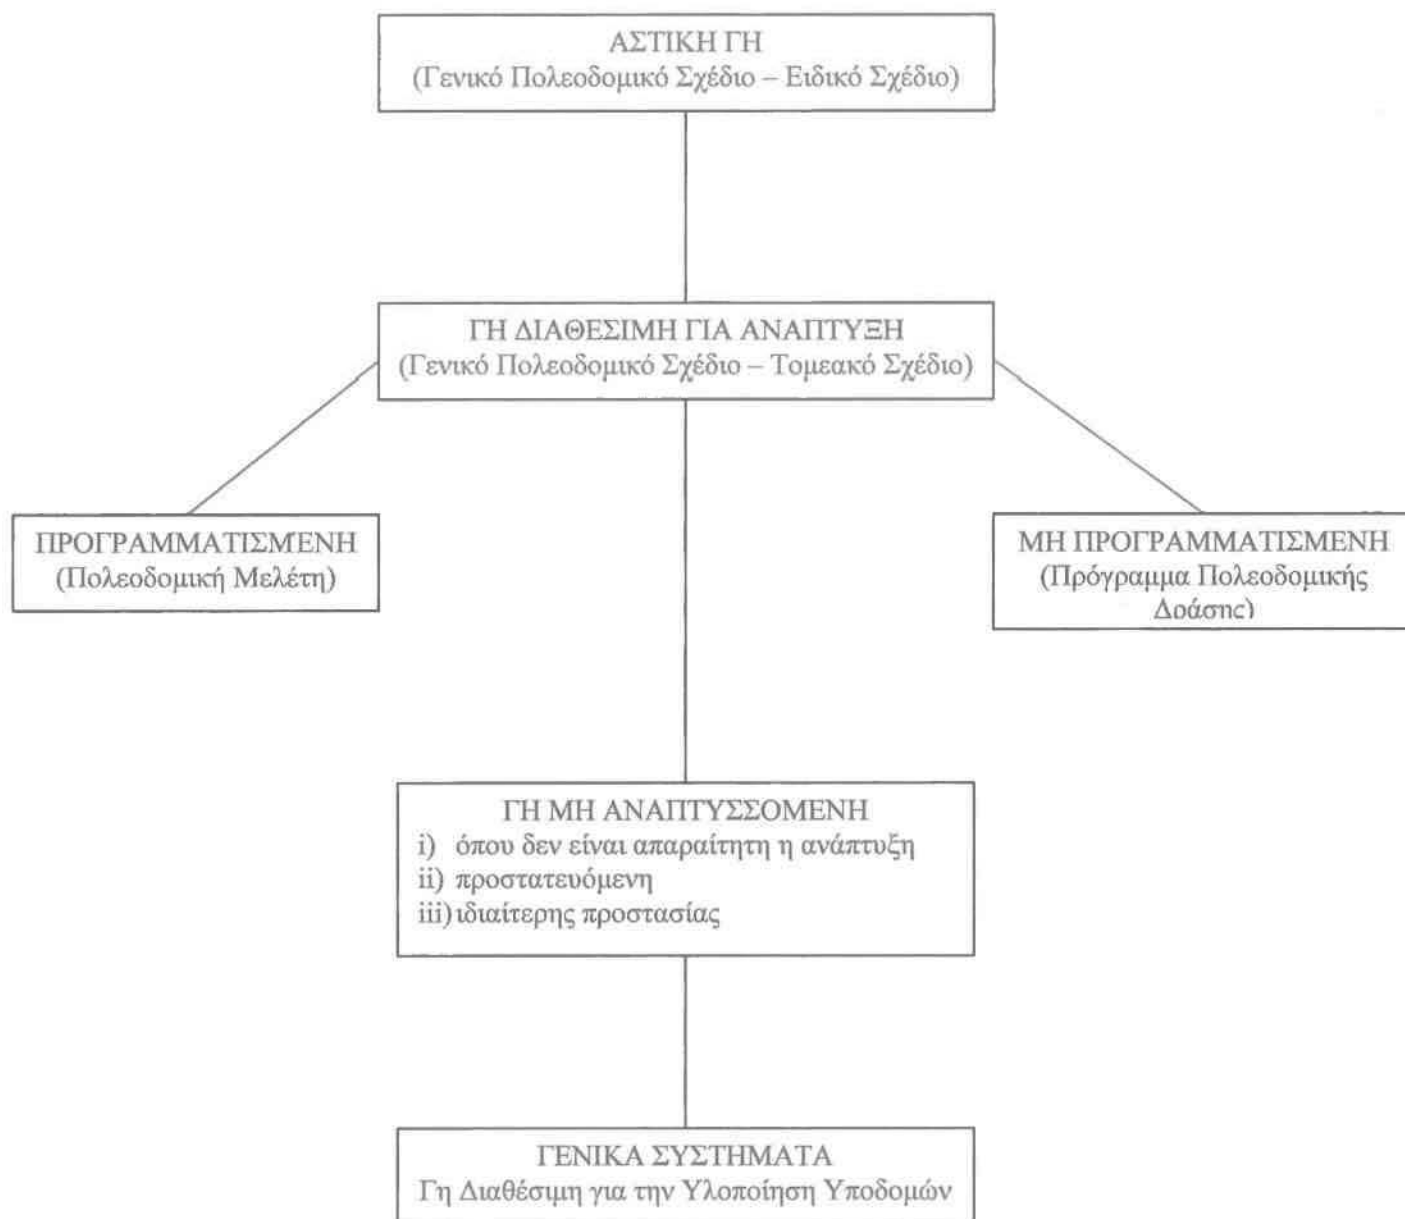 ΑΣΤΙΚΗ ΓΗ
(Γενικό Πολεοδομικό Σχέδιο – Ειδικό Σχέδιο)
ΓΗ ΔΙΑΘΕΣΙΜΗ ΓΙΑ ΑΝΑΠΤΥΞΗ
(Γενικό Πολεοδομικό Σχέδιο – Τομεακό Σχέδιο)
ΠΡΟΓΡΑΜΜΑΤΙΣΜΈΝΗ
(Πολεοδομική Μελέτη)
ΜΗ ΠΡΟΓΡΑΜΜΑΤΙΣΜΕΝΗ
(Πρόγραμμα Πολεοδομικής
Δράσης)
ΓΗ ΜΗ ΑΝΑΠΤΥΣΣΟΜΕΝΗ
i) όπου δεν είναι απαραίτητη η ανάπτυξη
ii) προστατευόμενη
iii) ιδιαίτερης προστασίας
ΓΕΝΙΚΑ ΣΥΣΤΗΜΑΤΑ
Γη Διαθέσιμη για την Υλοποίηση Υποδομών